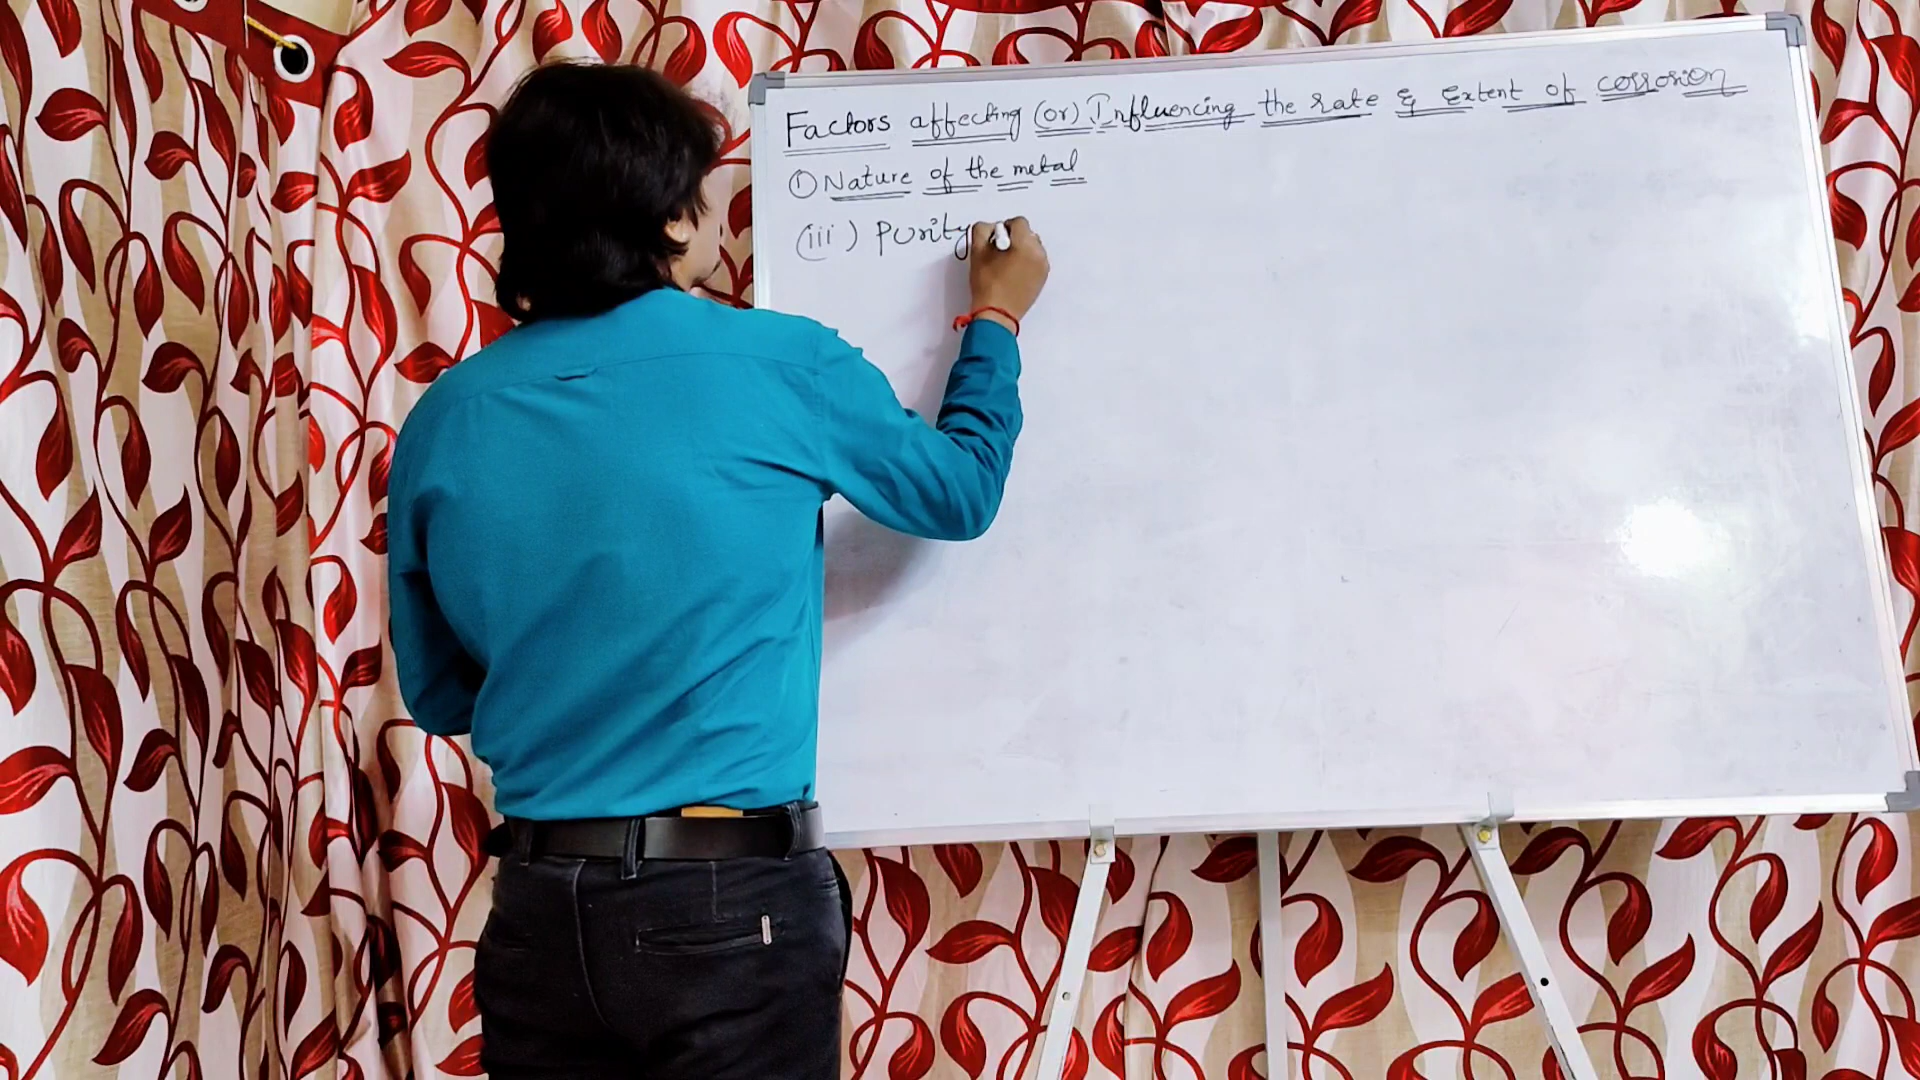 Factors affecting (or) Influencing the rate & Extent of corrosion
① Nature of the metal
(iii) Purity